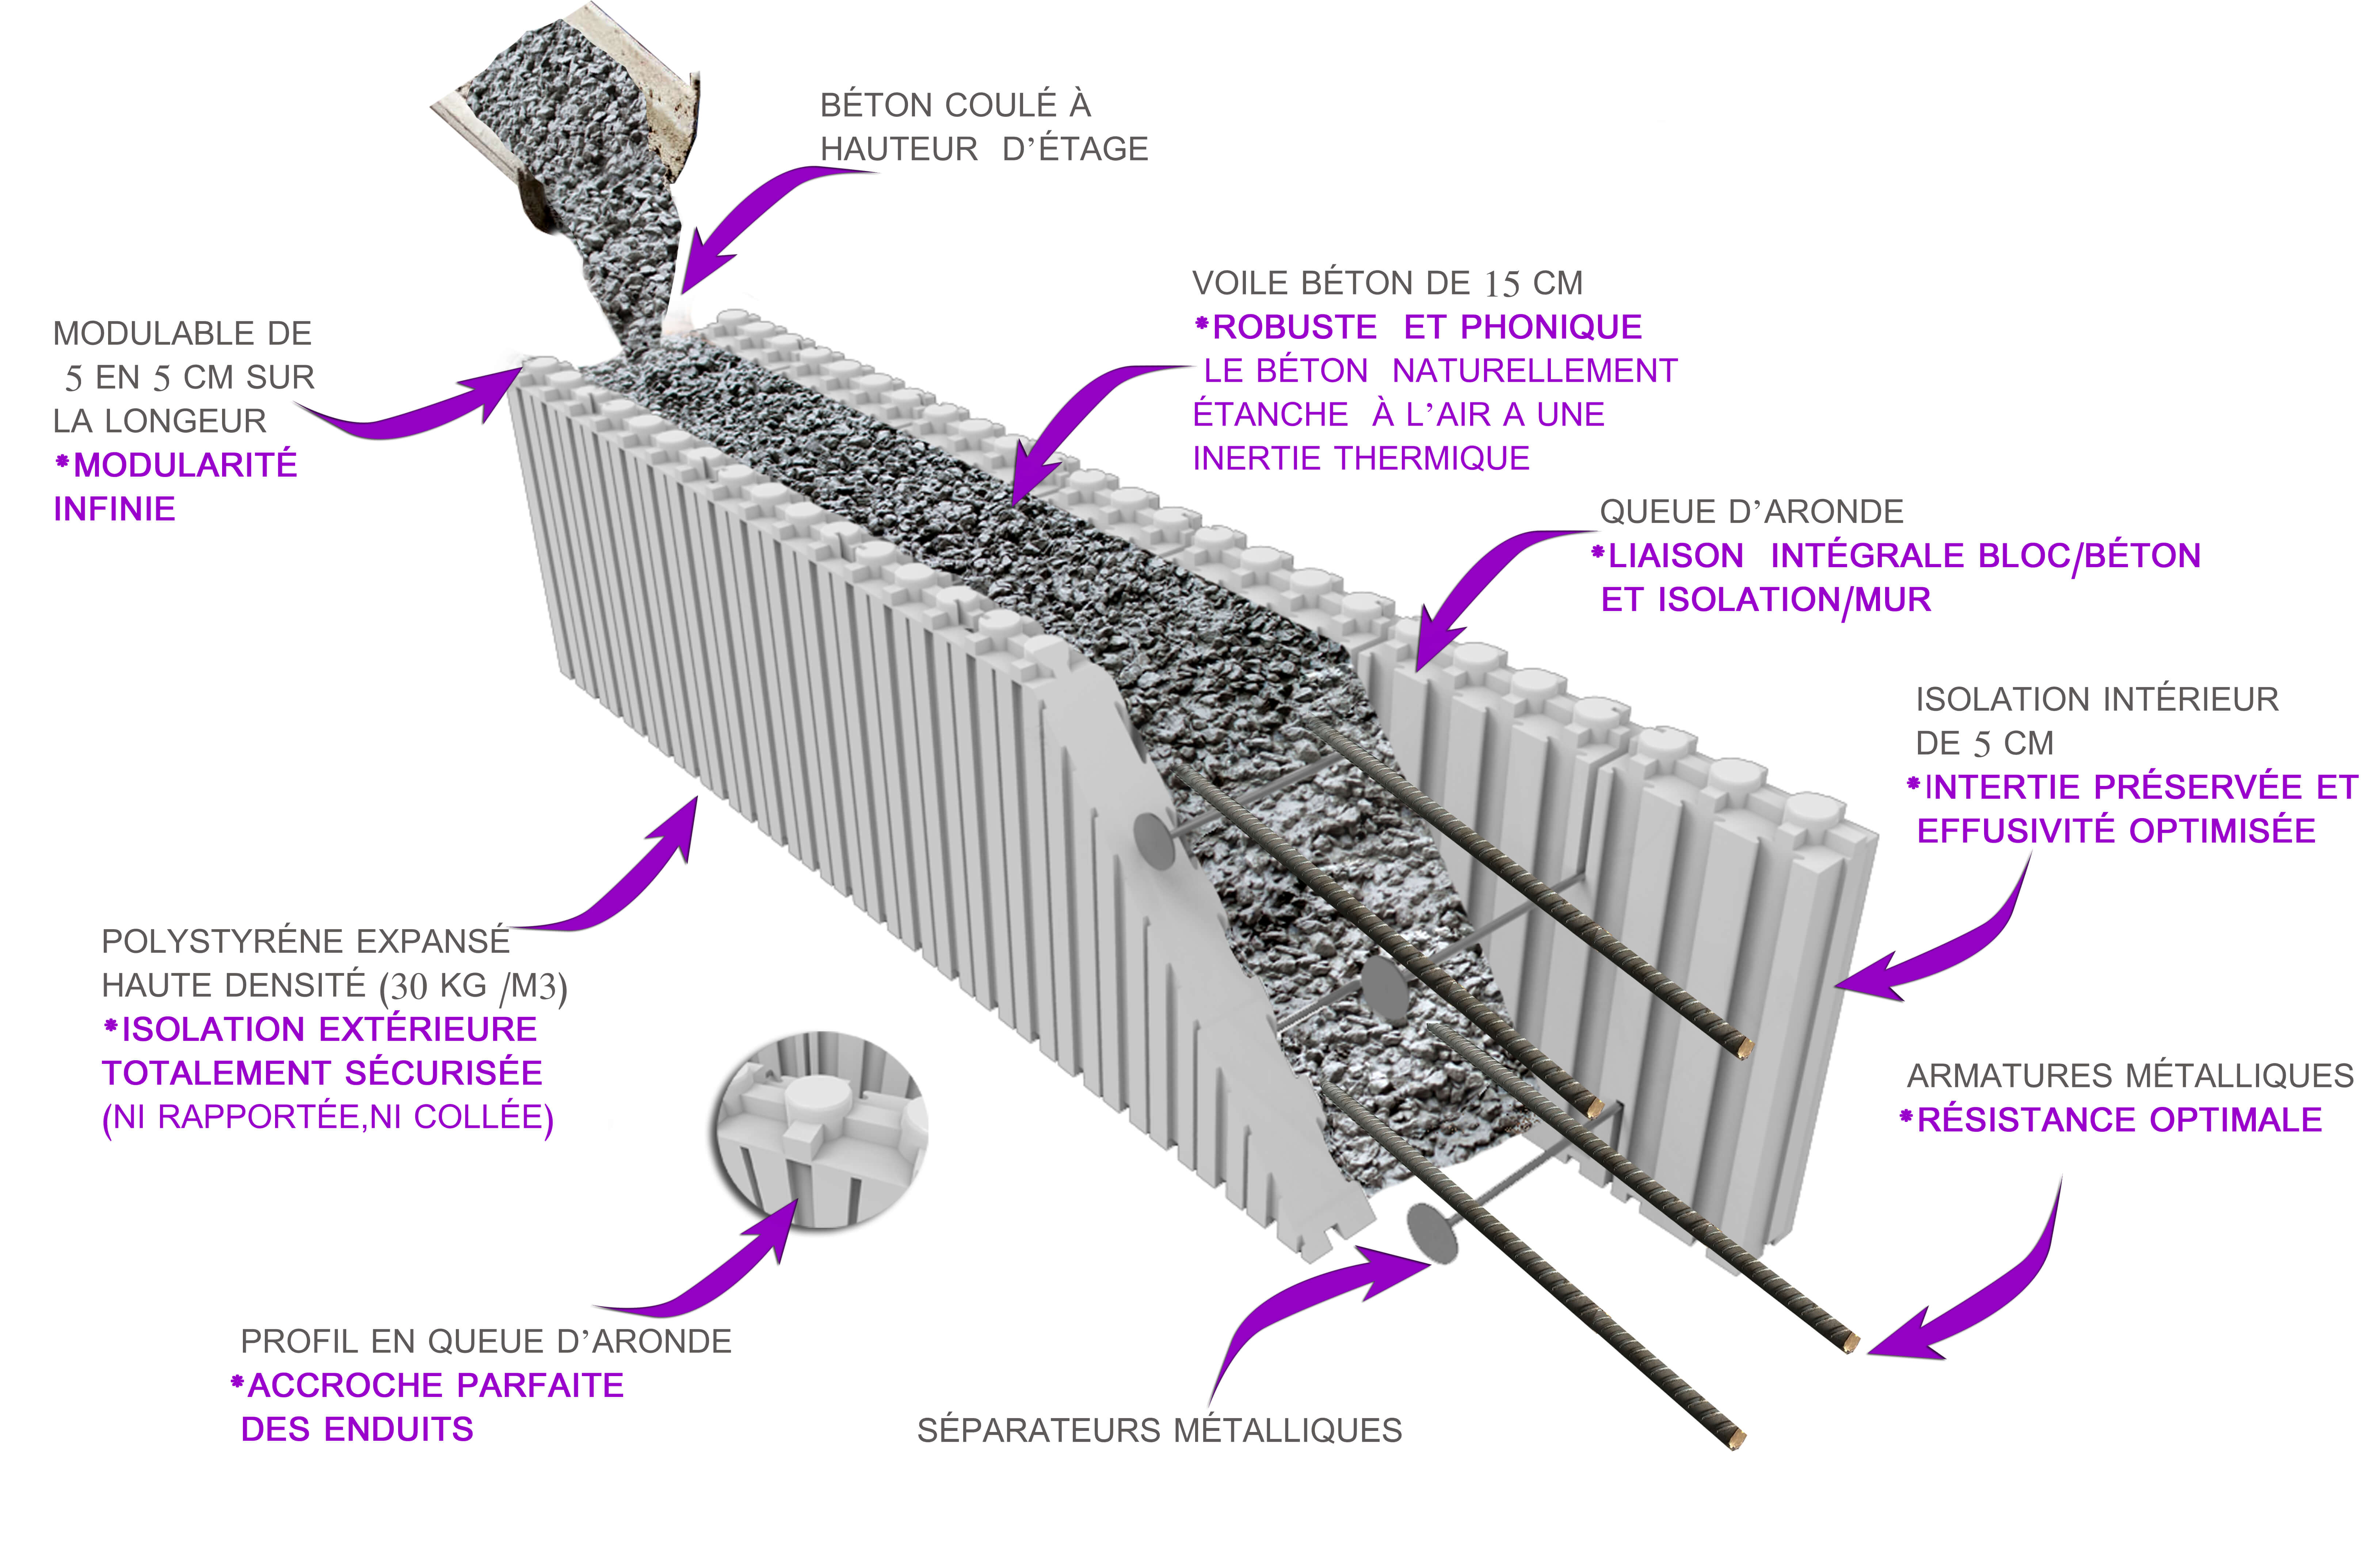 BÉTON COULÉ À
HAUTEUR D'ÉTAGE
VOILE BÉTON DE 15 CM
*ROBUSTE ET PHONIQUE
LE BÉTON NATURELLEMENT
ÉTANCHE À L'AIR A UNE
INERTIE THERMIQUE
MODULABLE DE
5 EN 5 CM SUR
LA LONGEUR
*MODULARITÉ
INFINIE
QUEUE D'ARONDE
*LIAISON INTÉGRALE BLOC/BÉTON
ET ISOLATION/MUR
ISOLATION INTÉRIEUR
DE 5 CM
*INTERTIE PRÉSERVÉE ET
EFFUSIVITÉ OPTIMISÉE
POLYSTYRÉNE EXPANSÉ
HAUTE DENSITÉ (30 KG /M3)
*ISOLATION EXTÉRIEURE
TOTALEMENT SÉCURISÉE
(NI RAPPORTÉE,NI COLLÉE)
ARMATURES MÉTALLIQUES
*RÉSISTANCE OPTIMALE
PROFIL EN QUEUE D'ARONDE
*ACCROCHE PARFAITE
DES ENDUITS
SÉPARATEURS MÉTALLIQUES